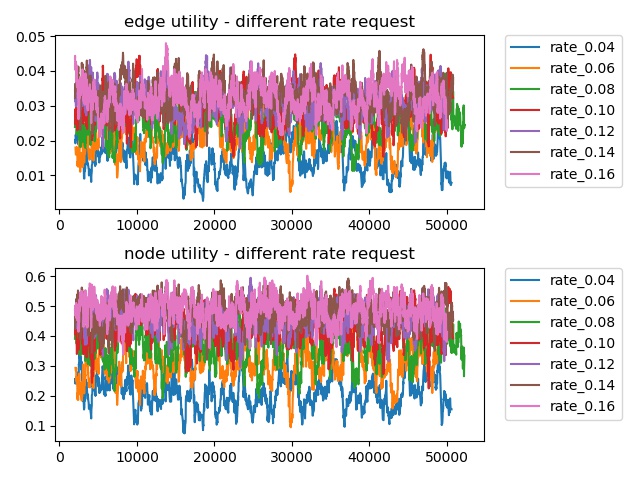 edge utility - different rate request
0.05
0.04
0.03
0.02
0.01
0 10000 20000 30000 40000 50000
rate_0.04
rate_0.06
rate_0.08
rate_0.10
rate_0.12
rate_0.14
rate_0.16
node utility - different rate request
0.6
0.5
0.4
0.3
0.2
0.1
0 10000 20000 30000 40000 50000
rate_0.04
rate_0.06
rate_0.08
rate_0.10
rate_0.12
rate_0.14
rate_0.16